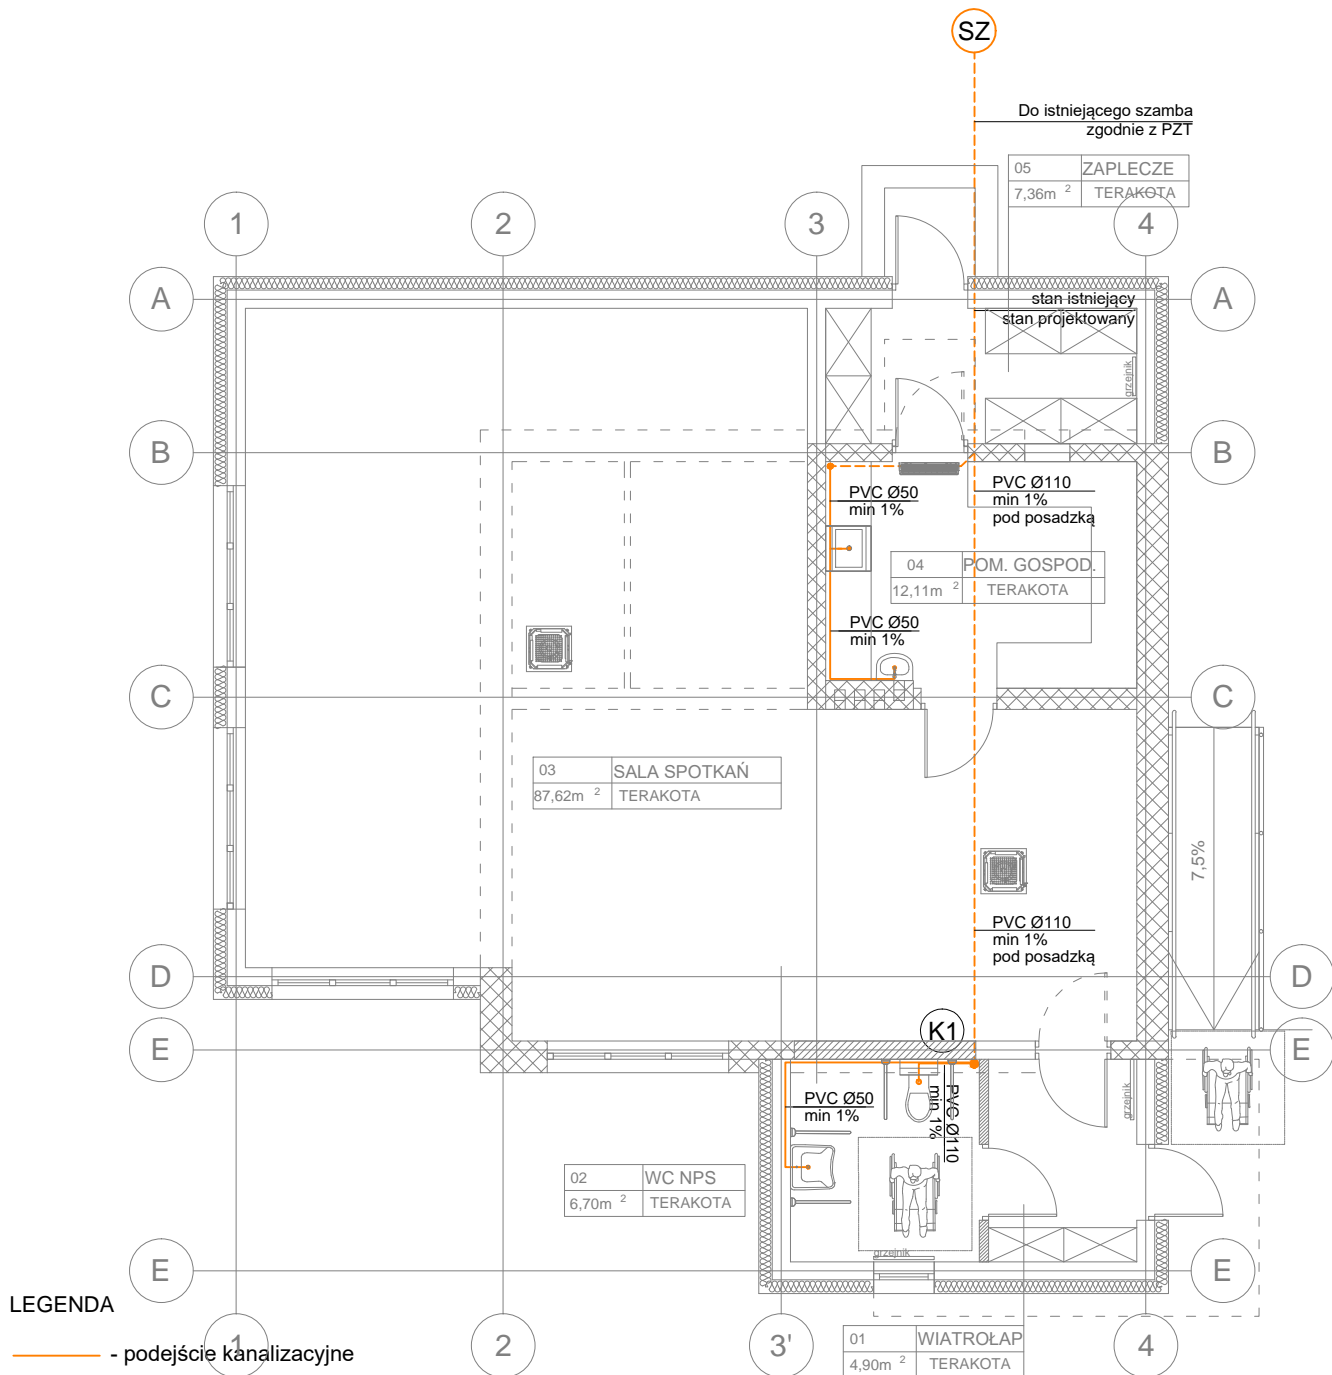 SZ
Do istniejącego szamba
zgodnie z PZT
05 ZAPLECZE
7,36m 2 TERAKOTA
1 2 3 4
A A
stan istniejący
stan projektowany
grzejnik
B B
PVC Ø50
min 1%
PVC Ø110
min 1%
pod posadzką
04 POM. GOSPOD.
12,11m 2 TERAKOTA
PVC Ø50
min 1%
C C
03 SALA SPOTKAŃ
87,62m 2 TERAKOTA
7,5%
PVC Ø110
min 1%
pod posadzką
D D
K1
E E
PVC Ø50
min 1%
PVC Ø110
min 1%
grzejnik
02 WC NPS
6,70m 2 TERAKOTA
grzejnik
E E
LEGENDA
1 2 3' 4
- podejście kanalizacyjne
01 WIATROŁAP
4,90m 2 TERAKOTA